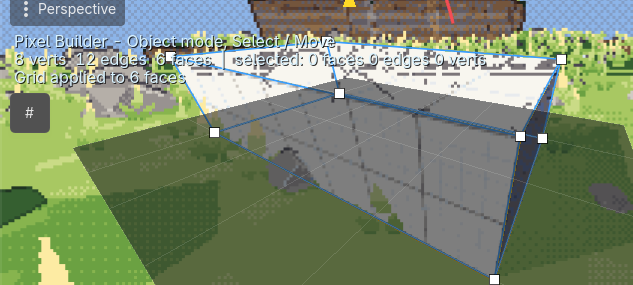 Perspective
Pixel Builder - Object mode, Select / Move
8 verts 12 edges 6 faces selected: 0 faces 0 edges 0 verts
Grid applied to 6 faces
#